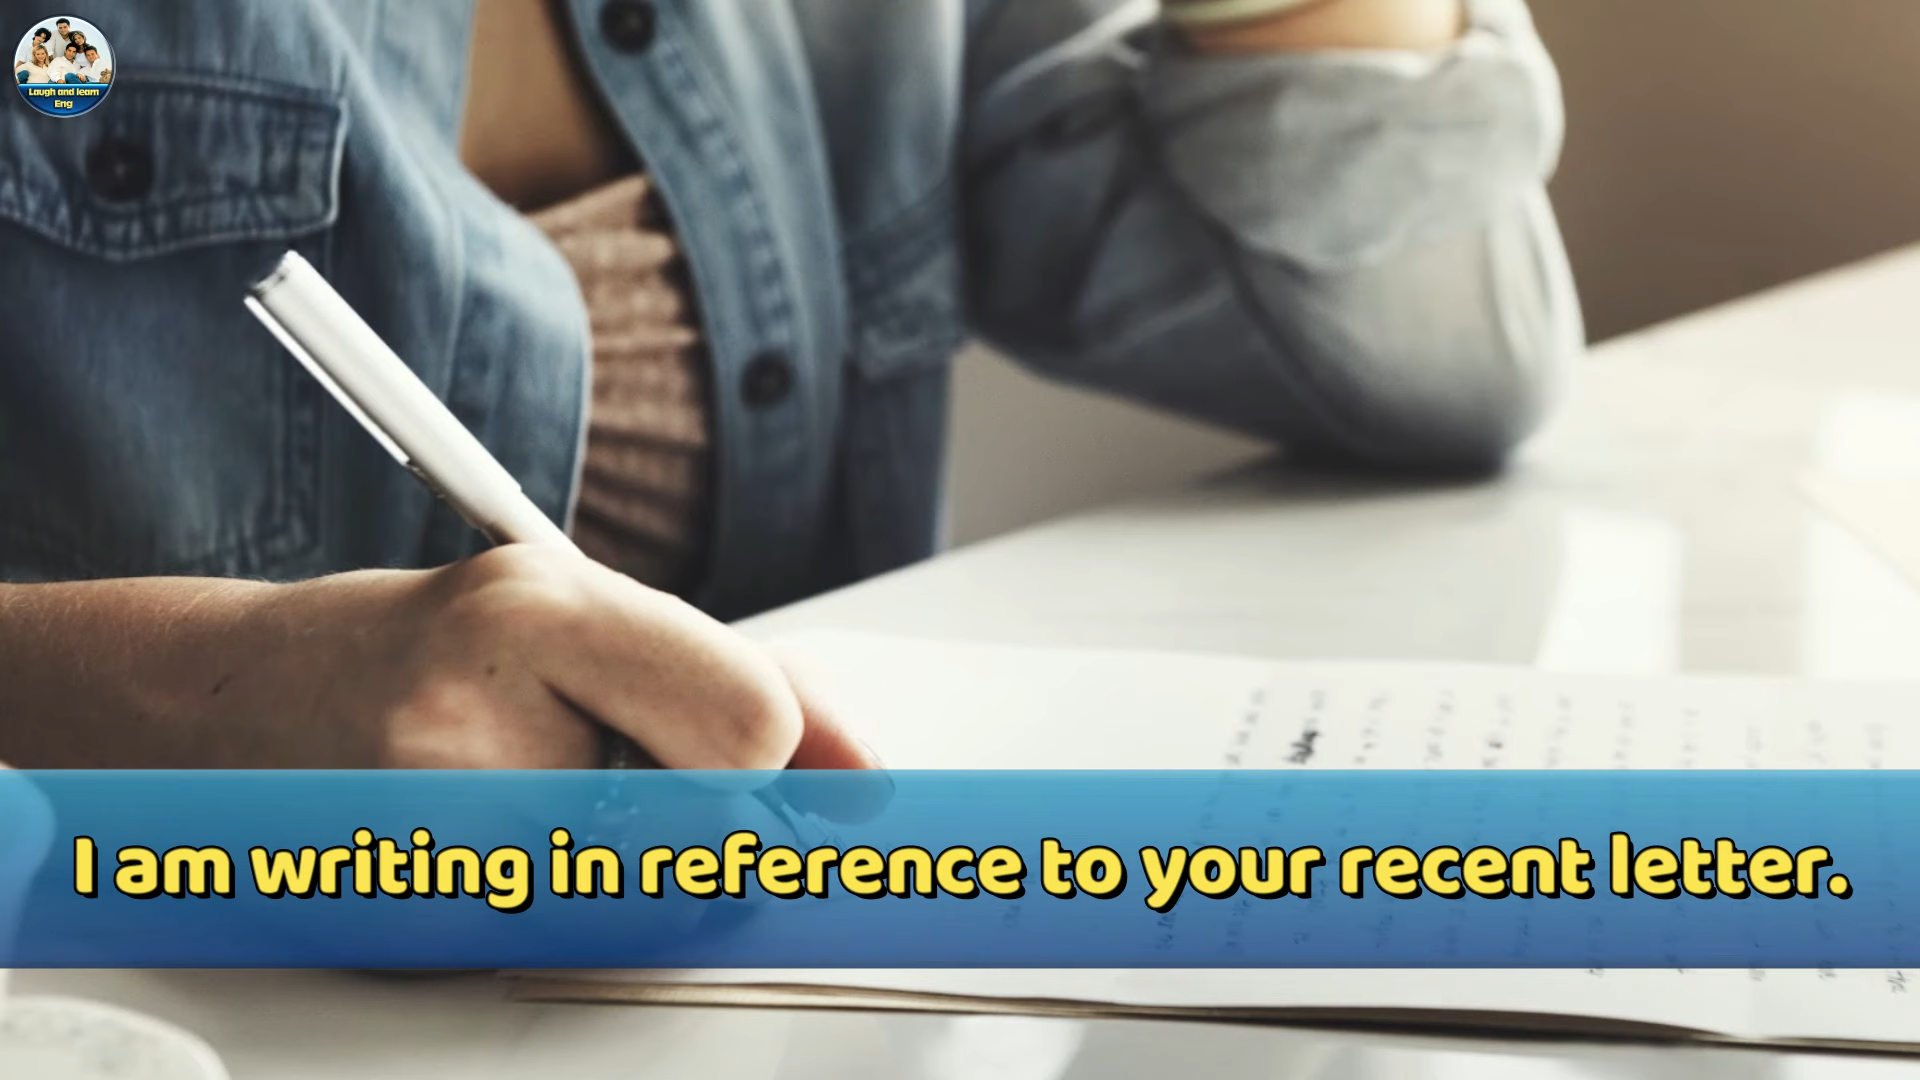 Laugh and learn
Eng
I am writing in reference to your recent letter.